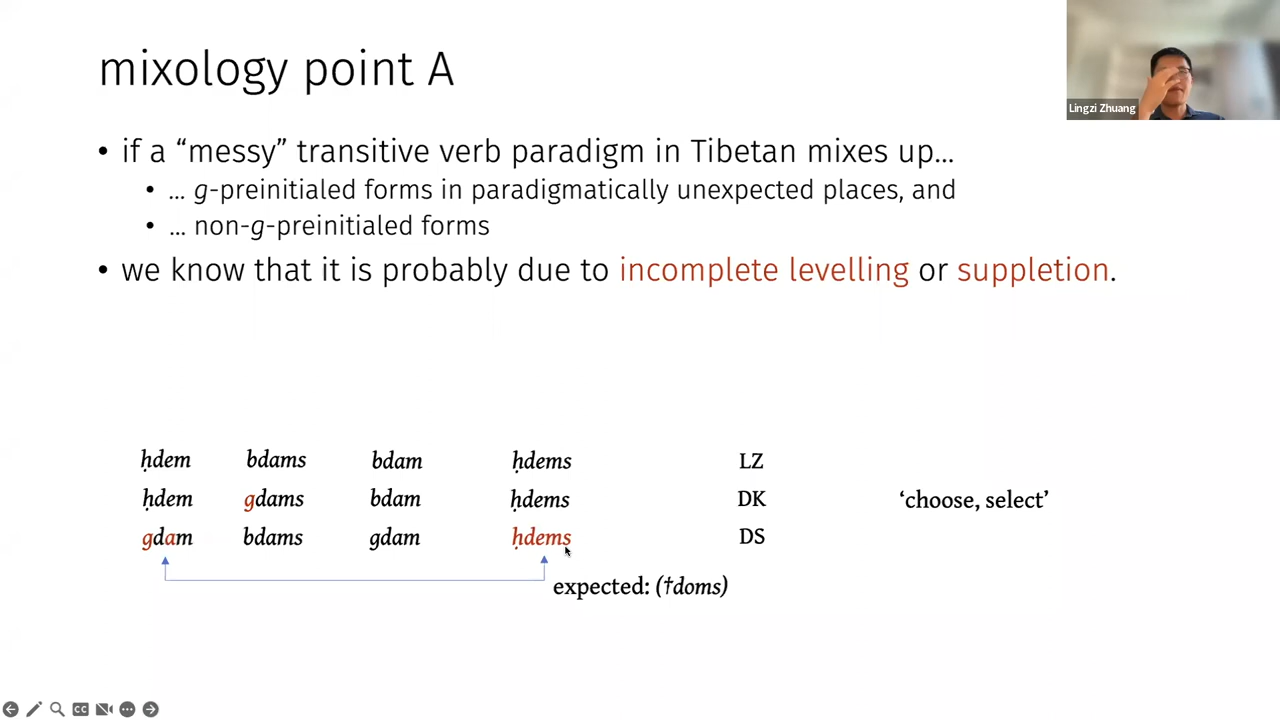 mixology point A
Lingzi Zhuang
• if a “messy” transitive verb paradigm in Tibetan mixes up…
• … g-preinitialed forms in paradigmatically unexpected places, and
• … non-g-preinitialed forms
• we know that it is probably due to incomplete levelling or suppletion.
ḥdem bdams bdam ḥdems LZ
ḥdem gdams bdam ḥdems DK ‘choose, select’
gdam bdams gdam ḥdems DS
expected: (†doms)
CC